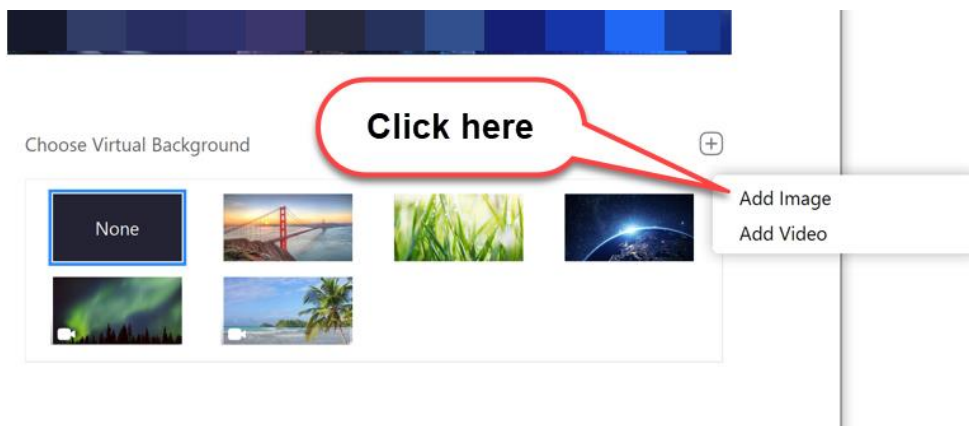 Click here
Choose Virtual Background
Add Image
None
Add Video